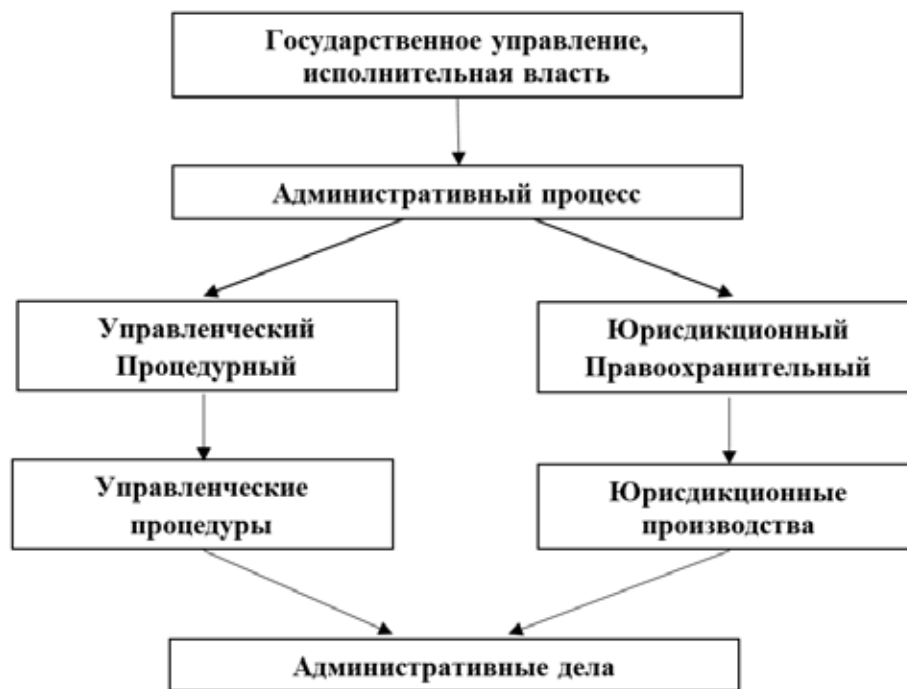 Государственное управление,
исполнительная власть
Административный процесс
Управленческий
Процедурный
Юрисдикционный
Правоохранительный
Управленческие
процедуры
Юрисдикционные
производства
Административные дела